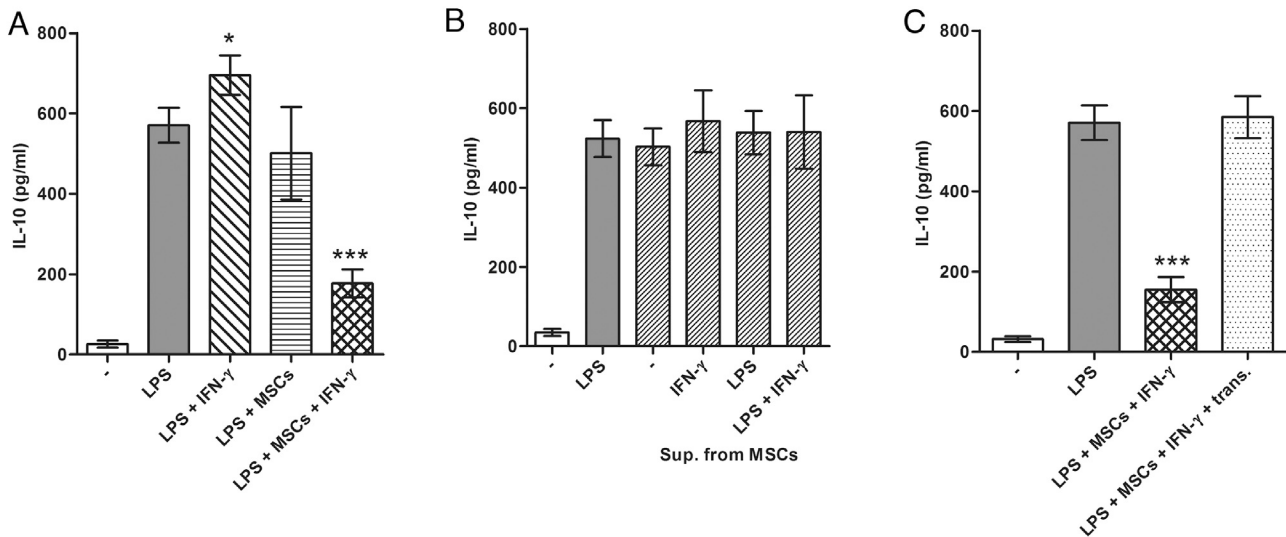 A
IL-10 (pg/ml)
800
600
400
200
0
*
***
-
LPS
LPS + IFN-γ
LPS + MSCs
LPS + MSCs + IFN-γ
B
IL-10 (pg/ml)
800
600
400
200
0
-
LPS
-
IFN-γ
LPS
LPS + IFN-γ
Sup. from MSCs
C
IL-10 (pg/ml)
800
600
400
200
0
***
-
LPS
LPS + MSCs + IFN-γ
LPS + MSCs + IFN-γ + trans.